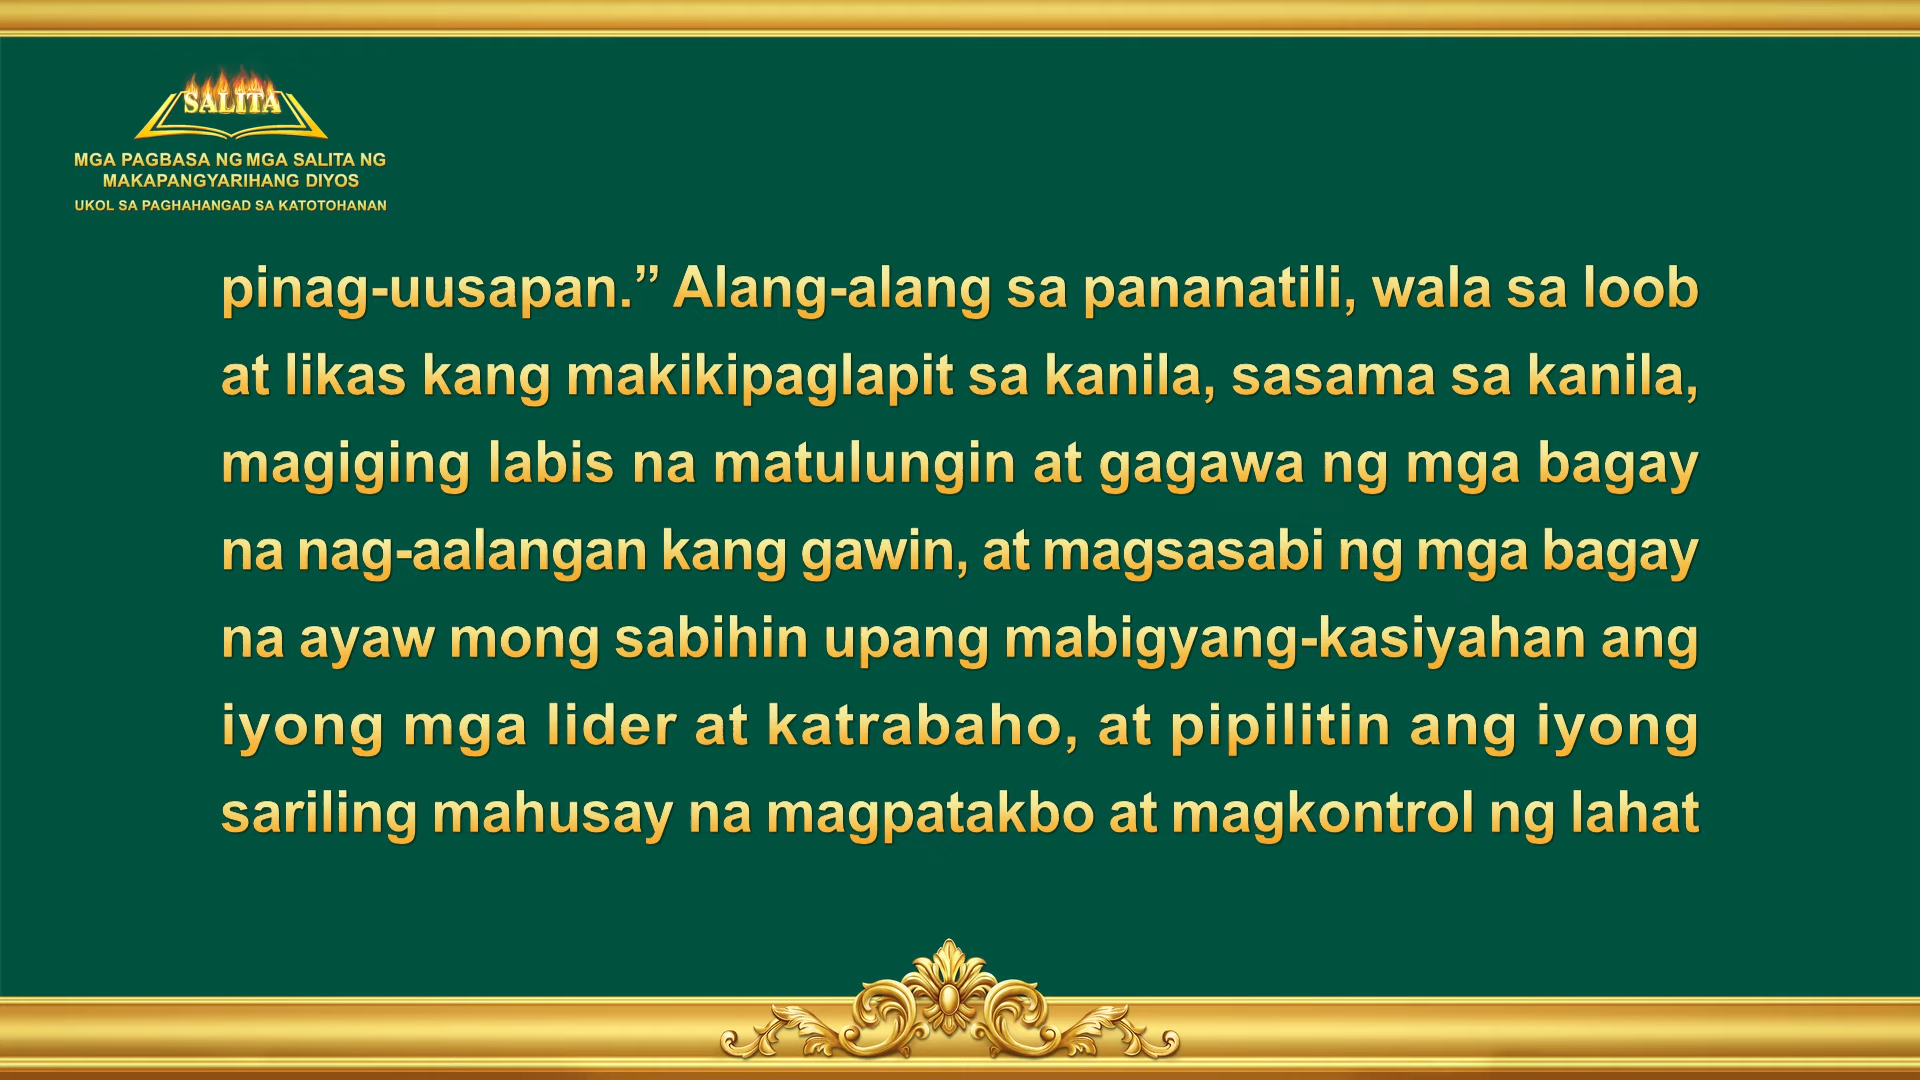 SALITA
MGA PAGBASA NG MGA SALITA NG
MAKAPANGYARIHANG DIYOS
UKOL SA PAGHAHANGAD SA KATOTOHANAN
pinag-uusapan.” Alang-alang sa pananatili, wala sa loob
at likas kang makikipaglapit sa kanila, sasama sa kanila,
magiging labis na matulungin at gagawa ng mga bagay
na nag-aalangan kang gawin, at magsasabi ng mga bagay
na ayaw mong sabihin upang mabigyang-kasiyahan ang
iyong mga lider at katrabaho, at pipilitin ang iyong
sariling mahusay na magpatakbo at magkontrol ng lahat